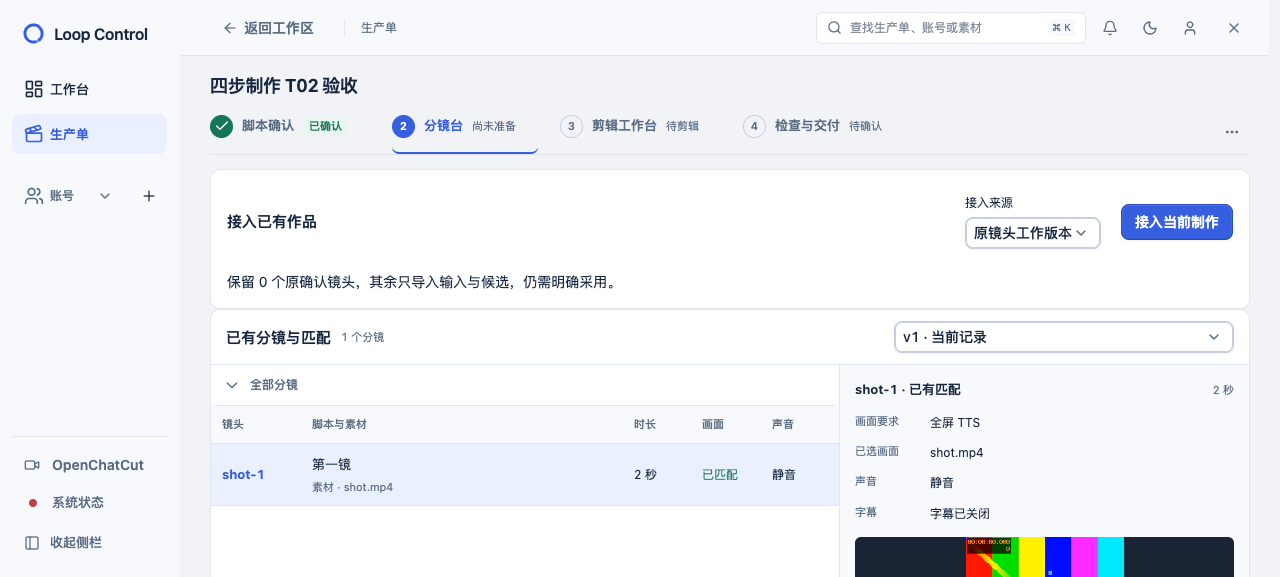 Loop Control
返回工作区
生产单
查找生产单、账号或素材
⌘ K
工作台
生产单
账号
四步制作 T02 验收
脚本确认 已确认
2 分镜台 尚未准备
3 剪辑工作台 待剪辑
4 检查与交付 待确认
接入已有作品
接入来源
原镜头工作版本
接入当前制作
保留 0 个原确认镜头，其余只导入输入与候选，仍需明确采用。
已有分镜与匹配 1 个分镜
v1 · 当前记录
全部分镜
镜头 脚本与素材 时长 画面 声音
shot-1 第一镜 2 秒 已匹配 静音
素材 · shot.mp4
shot-1 · 已有匹配 2 秒
画面要求 全屏 TTS
已选画面 shot.mp4
声音 静音
字幕 字幕已关闭
OpenChatCut
系统状态
收起侧栏